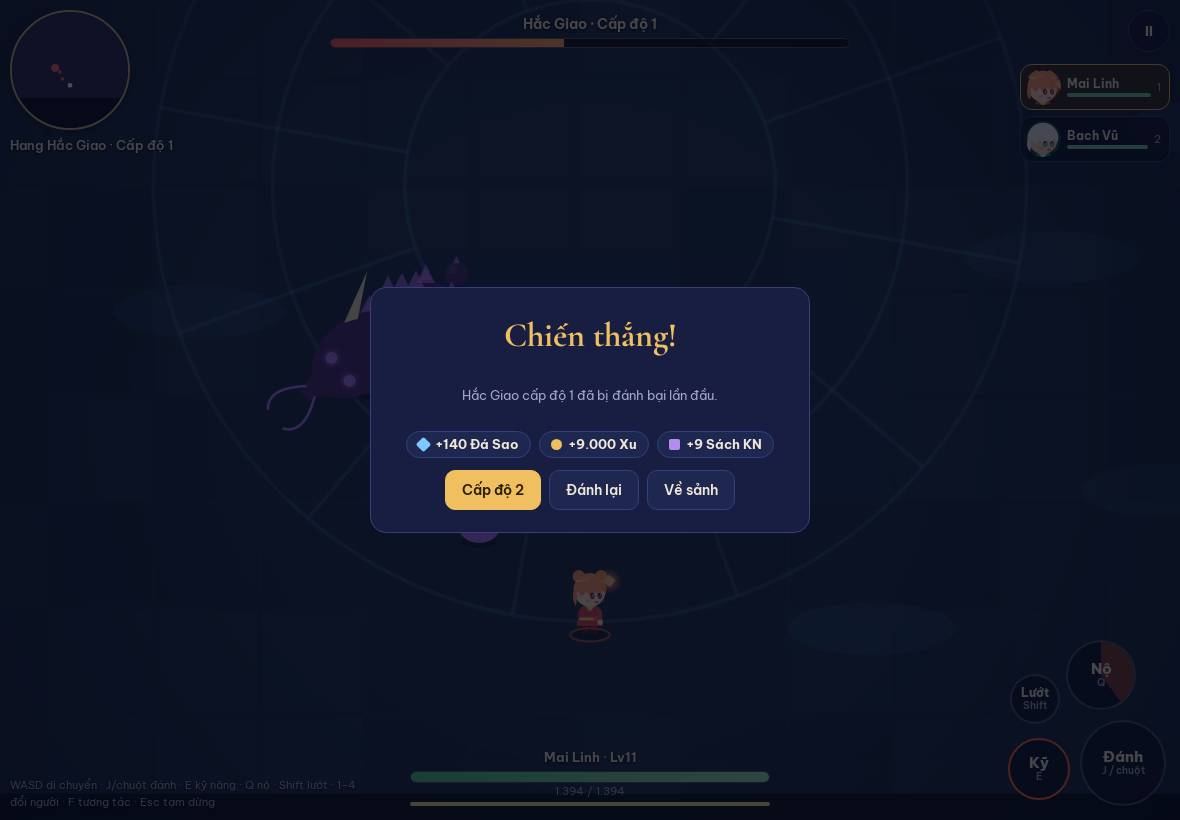 Hắc Giao · Cấp độ 1
Hang Hắc Giao · Cấp độ 1
Mai Linh 1
Bạch Vũ 2
Chiến thắng!
Hắc Giao cấp độ 1 đã bị đánh bại lần đầu.
+140 Đá Sao +9.000 Xu +9 Sách KN
Cấp độ 2 Đánh lại Về sảnh
Mai Linh · Lv11
1.394 / 1.394
WASD di chuyển · J/chuột đánh · E kỹ năng · Q nộ · Shift lướt · 1–4
đổi người · F tương tác · Esc tạm dừng
Nộ
Q
Lướt
Shift
Kỹ
E
Đánh
J / chuột